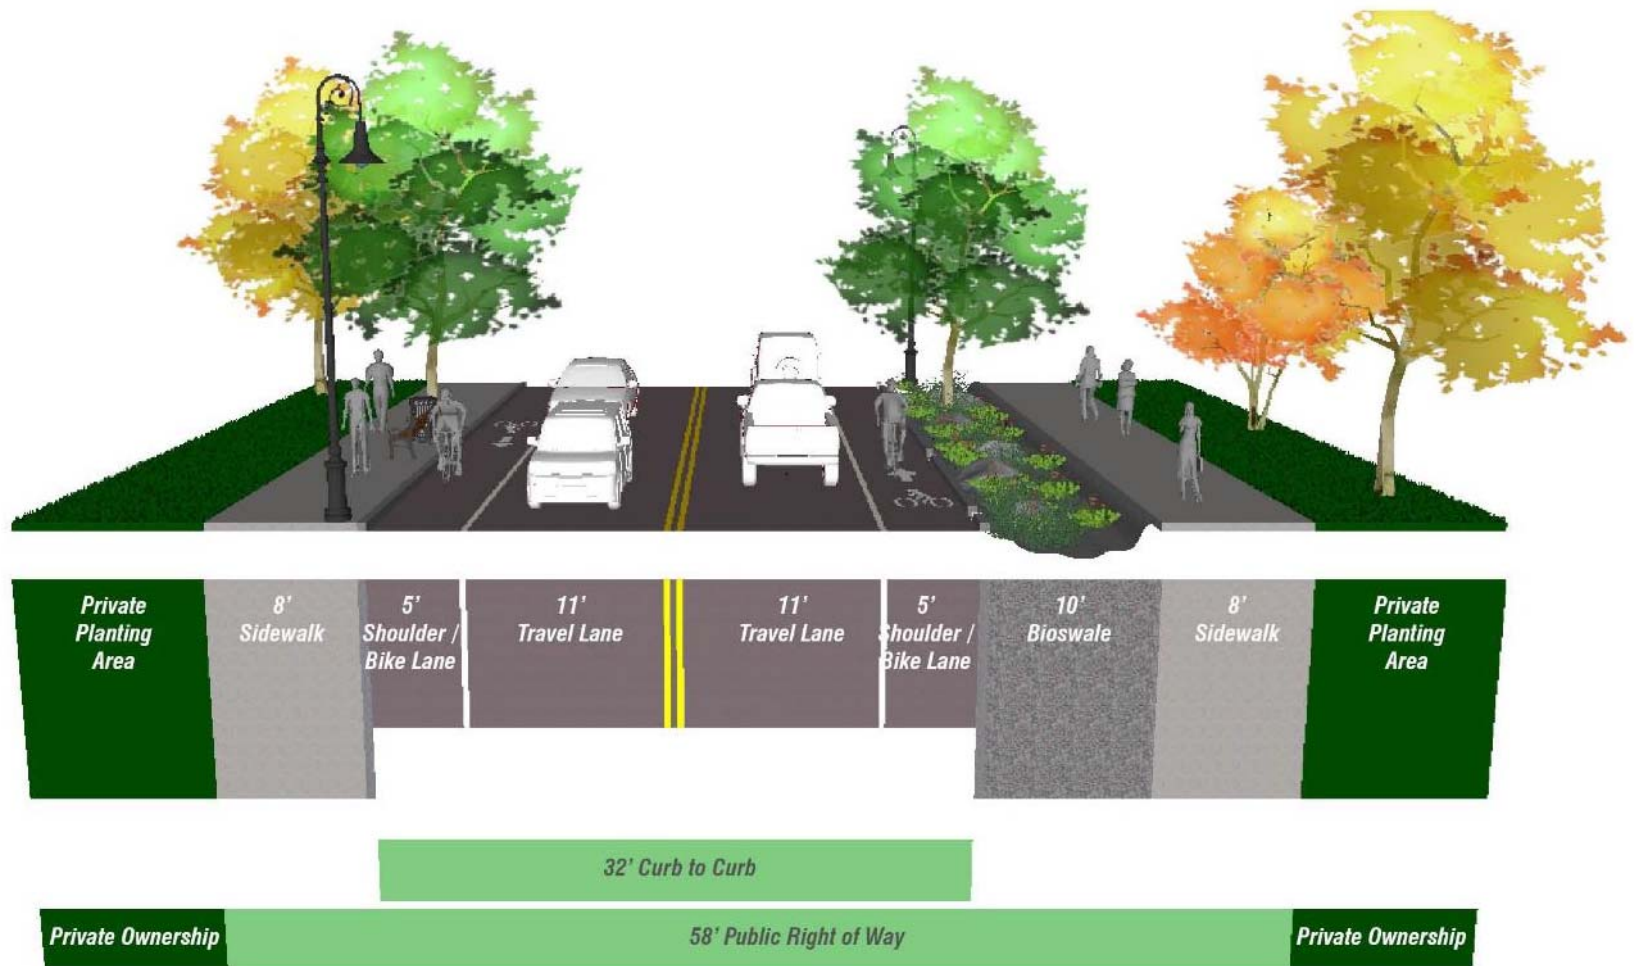 Private
Planting
Area
8'
Sidewalk
5'
Shoulder /
Bike Lane
11'
Travel Lane
11'
Travel Lane
5'
Shoulder /
Bike Lane
10'
Bioswale
8'
Sidewalk
Private
Planting
Area
32' Curb to Curb
Private Ownership
58' Public Right of Way
Private Ownership